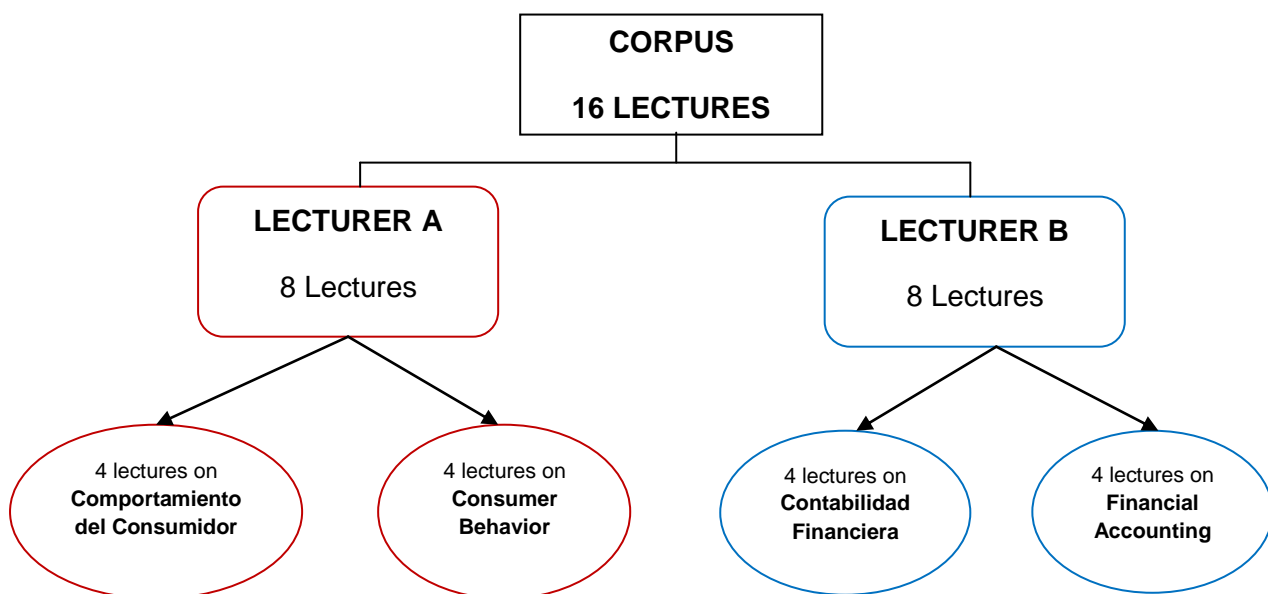 CORPUS
16 LECTURES
LECTURER A
8 Lectures
LECTURER B
8 Lectures
4 lectures on
Comportamiento
del Consumidor
4 lectures on
Consumer
Behavior
4 lectures on
Contabilidad
Financiera
4 lectures on
Financial
Accounting